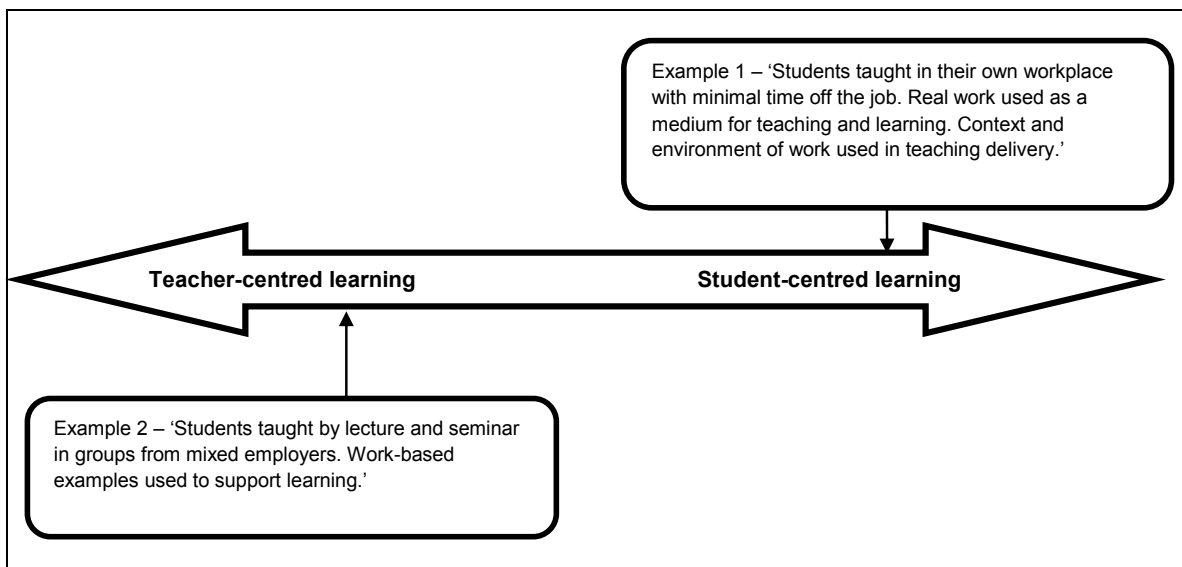 Example 1 – ‘Students taught in their own workplace
with minimal time off the job. Real work used as a
medium for teaching and learning. Context and
environment of work used in teaching delivery.’
Teacher-centred learning
Student-centred learning
Example 2 – ‘Students taught by lecture and seminar
in groups from mixed employers. Work-based
examples used to support learning.’